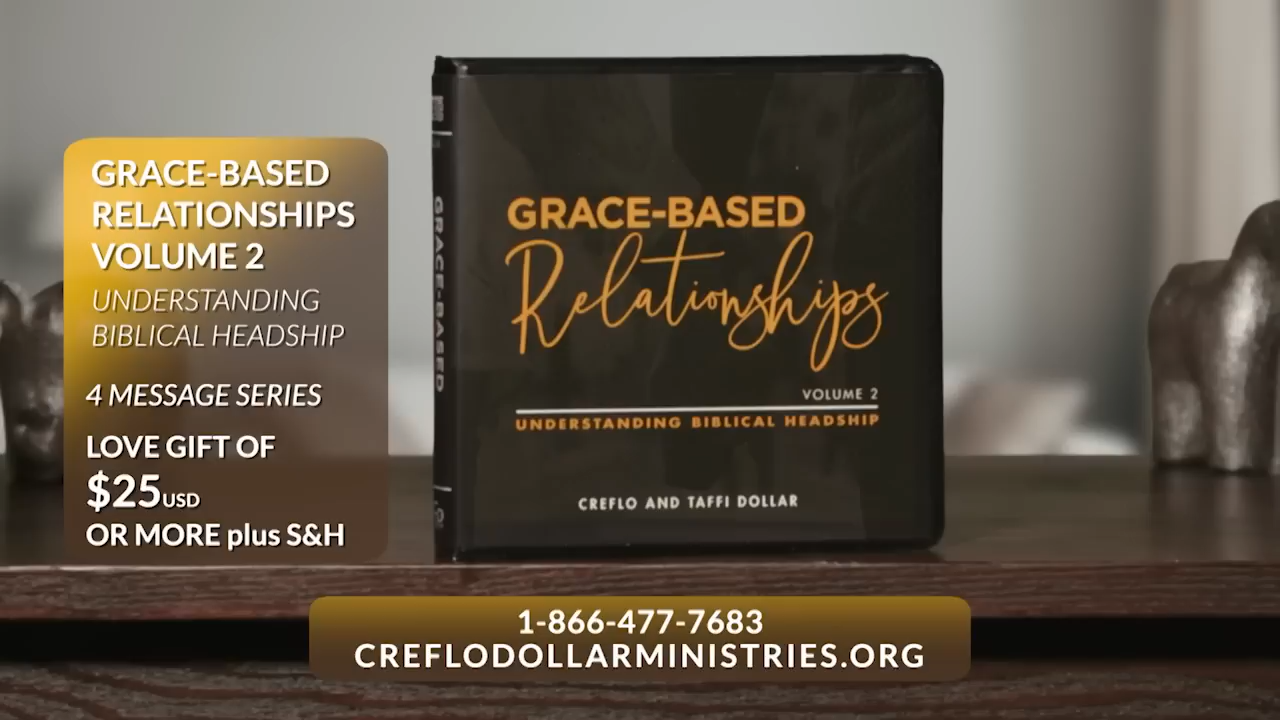 GRACE-BASED
RELATIONSHIPS
VOLUME 2
UNDERSTANDING
BIBLICAL HEADSHIP
4 MESSAGE SERIES
LOVE GIFT OF
$25USD
OR MORE plus S&H
GRACE-BASED
GRACE-BASED
Relationships
VOLUME 2
UNDERSTANDING BIBLICAL HEADSHIP
CREFLO AND TAFFI DOLLAR
1-866-477-7683
CREFLODOLLARMINISTRIES.ORG